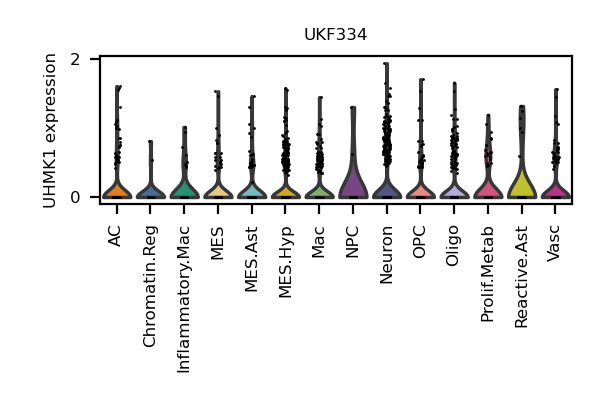 UKF334
UHMK1 expression
2
0
AC
Chromatin.Reg
Inflammatory.Mac
MES
MES.Ast
MES.Hyp
Mac
NPC
Neuron
OPC
Oligo
Prolif.Metab
Reactive.Ast
Vasc